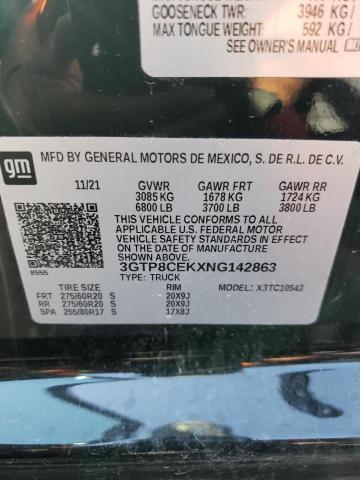 GOOSENECK TWR: 3946 KG/
MAX TONGUE WEIGHT: 592 KG/
SEE OWNER'S MANUAL
gm
MFD BY GENERAL MOTORS DE MEXICO, S. DE R.L. DE C.V.
11/21 GVWR GAWR FRT GAWR RR
3085 KG 1678 KG 1724 KG
6800 LB 3700 LB 3800 LB
THIS VEHICLE CONFORMS TO ALL APPLICABLE
U.S. FEDERAL MOTOR VEHICLE SAFETY
STANDARDS IN EFFECT ON THE DATE OF
MANUFACTURE SHOWN ABOVE.
3GTP8CEKXNG142863
8555 TYPE: TRUCK
MODEL: X3TC10543
TIRE SIZE RIM
FRT 275/60R20 S 20X9J
RR 275/60R20 S 20X9J
SPA 255/80R17 S 17X8J